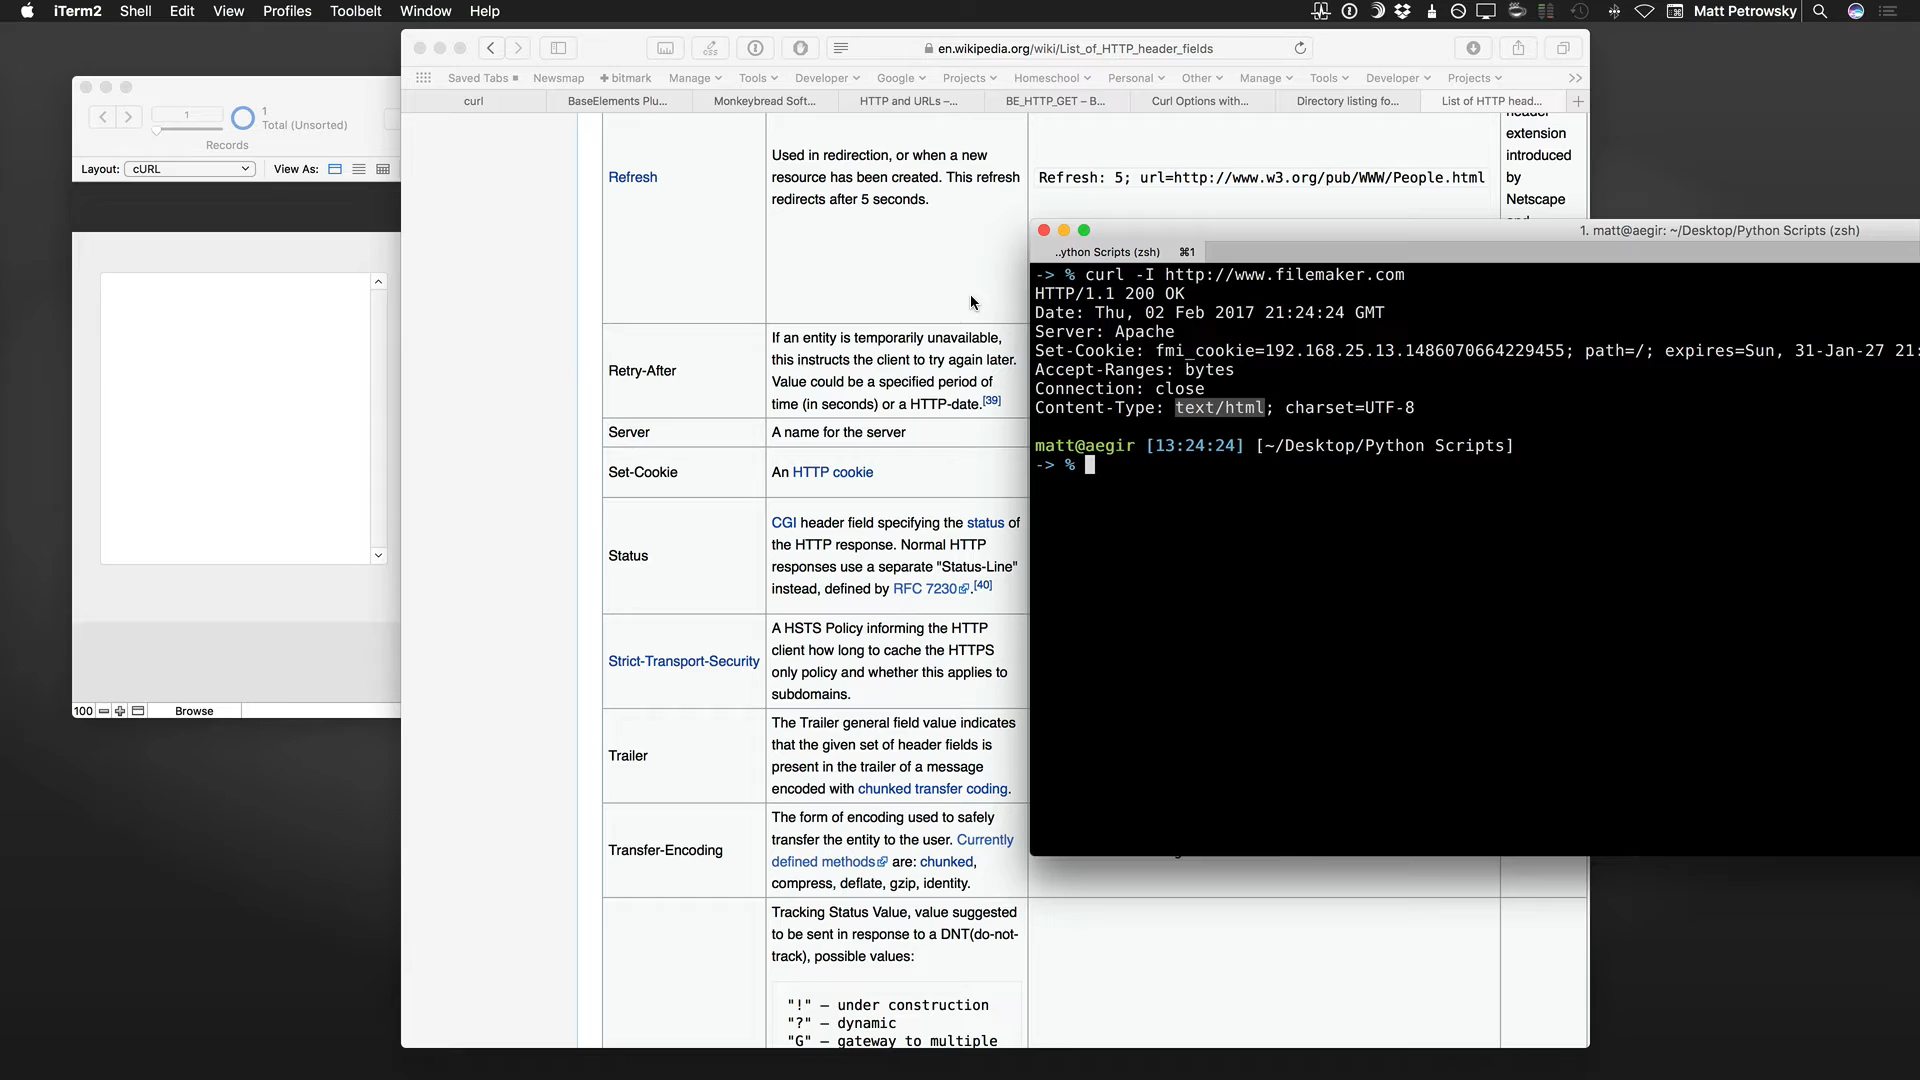 iTerm2 Shell Edit View Profiles Toolbelt Window Help Matt Petrowsky
en.wikipedia.org/wiki/List_of_HTTP_header_fields
Saved Tabs Newsmap bitmark Manage Tools Developer Google Projects Homeschool Personal Other Manage Tools Developer Projects
curl BaseElements Plu... Monkeybread Soft... HTTP and URLs –... BE_HTTP_GET – B... Curl Options with... Directory listing fo... List of HTTP head...
1
1
Total (Unsorted)
Records
Layout: cURL View As:
100 Browse
Refresh
Used in redirection, or when a new
resource has been created. This refresh
redirects after 5 seconds.
Refresh: 5; url=http://www.w3.org/pub/WWW/People.html
header
extension
introduced
by
Netscape
Retry-After
If an entity is temporarily unavailable,
this instructs the client to try again later.
Value could be a specified period of
time (in seconds) or a HTTP-date.[39]
Server
A name for the server
Set-Cookie
An HTTP cookie
Status
CGI header field specifying the status of
the HTTP response. Normal HTTP
responses use a separate "Status-Line"
instead, defined by RFC 7230.[40]
Strict-Transport-Security
A HSTS Policy informing the HTTP
client how long to cache the HTTPS
only policy and whether this applies to
subdomains.
Trailer
The Trailer general field value indicates
that the given set of header fields is
present in the trailer of a message
encoded with chunked transfer coding.
Transfer-Encoding
The form of encoding used to safely
transfer the entity to the user. Currently
defined methods are: chunked,
compress, deflate, gzip, identity.
Tracking Status Value, value suggested
to be sent in response to a DNT(do-not-
track), possible values:
"!" — under construction
"?" — dynamic
"G" — gateway to multiple
1. matt@aegir: ~/Desktop/Python Scripts (zsh)
..ython Scripts (zsh) ⌘1
-> % curl -I http://www.filemaker.com
HTTP/1.1 200 OK
Date: Thu, 02 Feb 2017 21:24:24 GMT
Server: Apache
Set-Cookie: fmi_cookie=192.168.25.13.1486070664229455; path=/; expires=Sun, 31-Jan-27 21:
Accept-Ranges: bytes
Connection: close
Content-Type: text/html; charset=UTF-8
matt@aegir [13:24:24] [~/Desktop/Python Scripts]
-> %